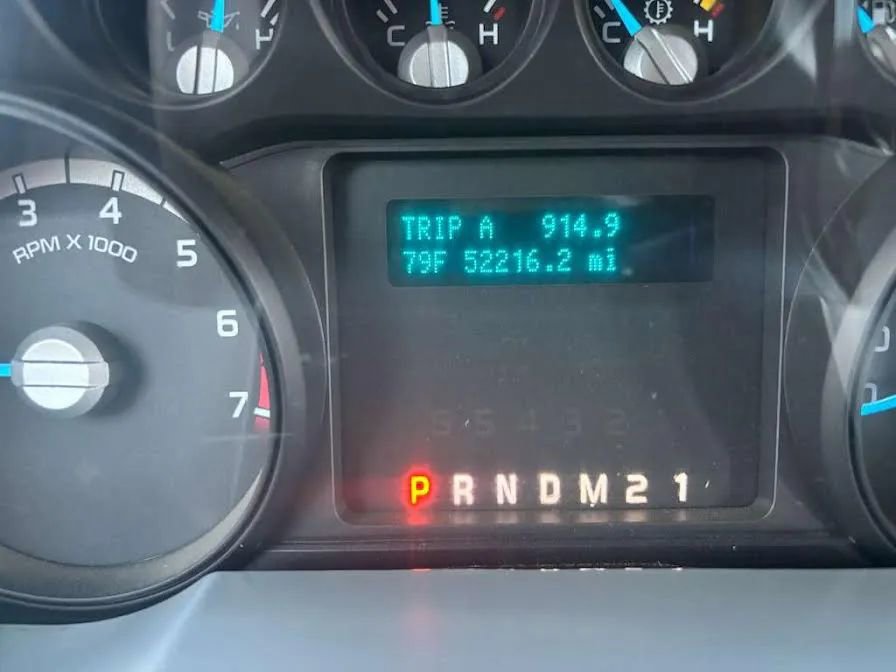 L H
C H
C H
3 4 5 6 7
RPM X 1000
TRIP A 914.9
79F 52216.2 mi
P R N D M 2 1